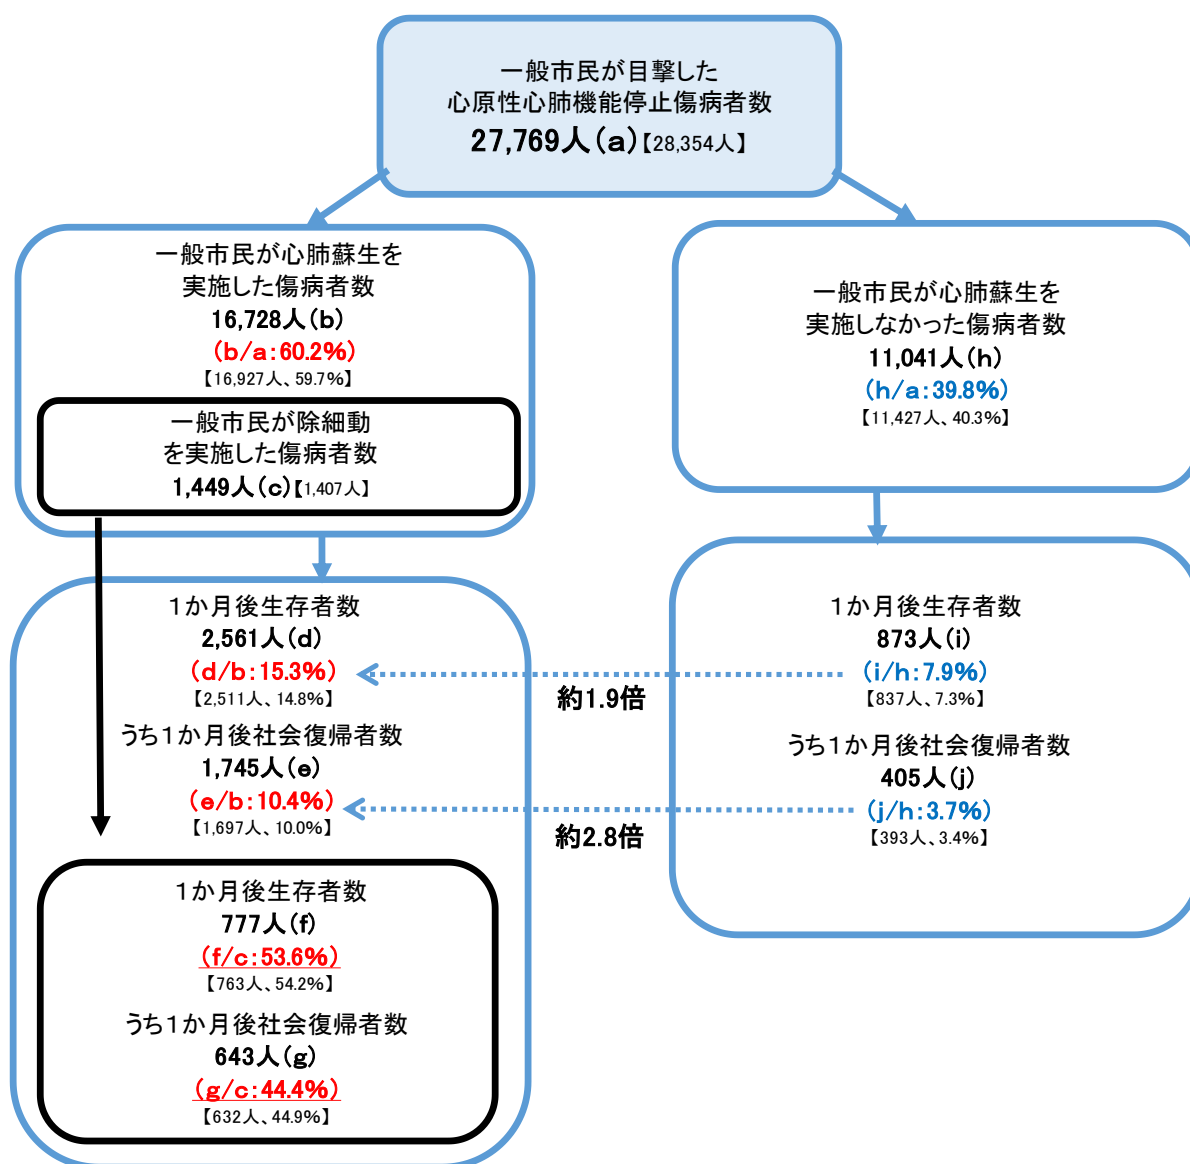 一般市民が目撃した
心原性心肺機能停止傷病者数
27,769人(a)【28,354人】
一般市民が心肺蘇生を
実施した傷病者数
16,728人(b)
(b/a:60.2%)
【16,927人、59.7%】
一般市民が除細動
を実施した傷病者数
1,449人(c)【1,407人】
一般市民が心肺蘇生を
実施しなかった傷病者数
11,041人(h)
(h/a:39.8%)
【11,427人、40.3%】
1か月後生存者数
2,561人(d)
(d/b:15.3%)
【2,511人、14.8%】
うち1か月後社会復帰者数
1,745人(e)
(e/b:10.4%)
【1,697人、10.0%】
約1.9倍
約2.8倍
1か月後生存者数
873人(i)
(i/h:7.9%)
【837人、7.3%】
うち1か月後社会復帰者数
405人(j)
(j/h:3.7%)
【393人、3.4%】
1か月後生存者数
777人(f)
(f/c:53.6%)
【763人、54.2%】
うち1か月後社会復帰者数
643人(g)
(g/c:44.4%)
【632人、44.9%】